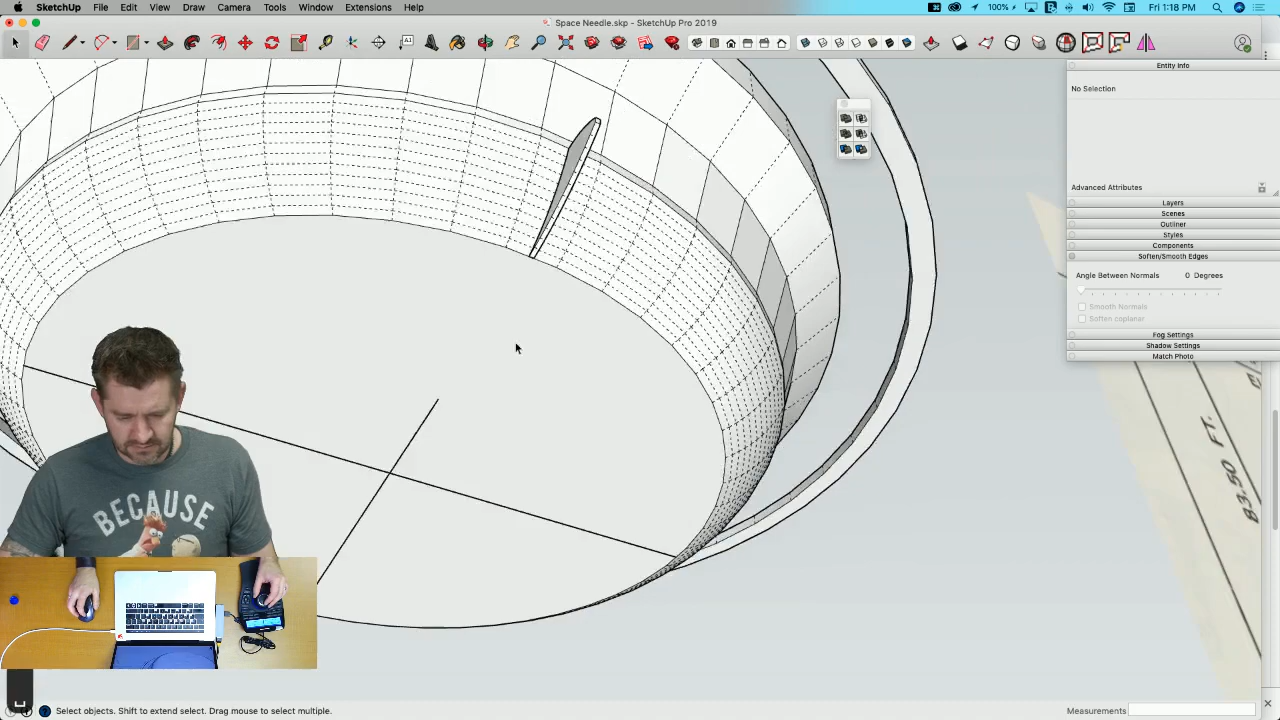 SketchUp File Edit View Draw Camera Tools Window Extensions Help 100% Fri 1:18 PM
Space Needle.skp - SketchUp Pro 2019
Entity Info
No Selection
Advanced Attributes
Layers
Scenes
Outliner
Styles
Components
Soften/Smooth Edges
Angle Between Normals 0 Degrees
Smooth Normals
Soften coplanar
Fog Settings
Shadow Settings
Match Photo
83.50 FT.
BECAUSE
Select objects. Shift to extend select. Drag mouse to select multiple.
Measurements